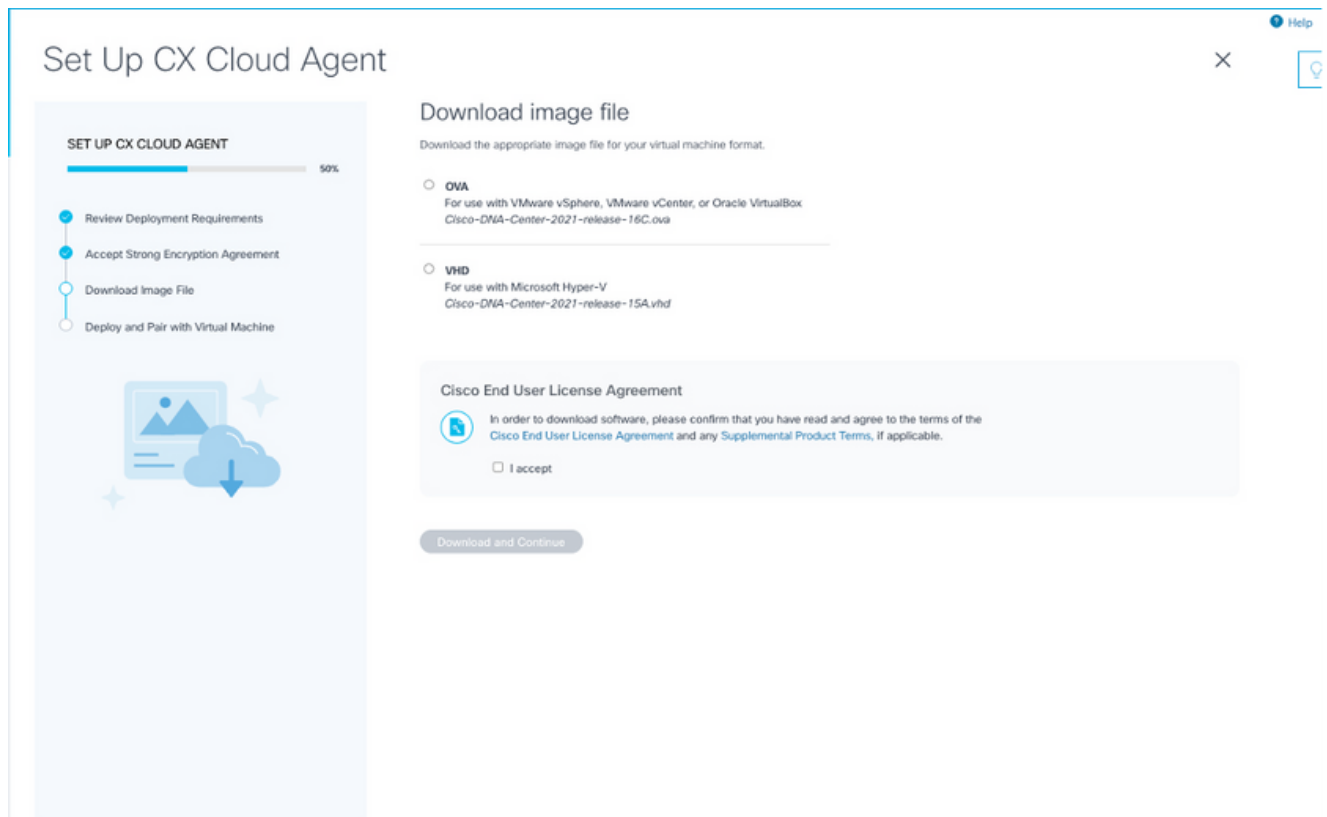 Help
Set Up CX Cloud Agent
SET UP CX CLOUD AGENT
50%
Review Deployment Requirements
Accept Strong Encryption Agreement
Download Image File
Deploy and Pair with Virtual Machine
Download image file
Download the appropriate image file for your virtual machine format.
OVA
For use with VMware vSphere, VMware vCenter, or Oracle VirtualBox
Cisco-DNA-Center-2021-release-16C.ova
VHD
For use with Microsoft Hyper-V
Cisco-DNA-Center-2021-release-15A.vhd
Cisco End User License Agreement
In order to download software, please confirm that you have read and agree to the terms of the
Cisco End User License Agreement and any Supplemental Product Terms, if applicable.
I accept
Download and Continue